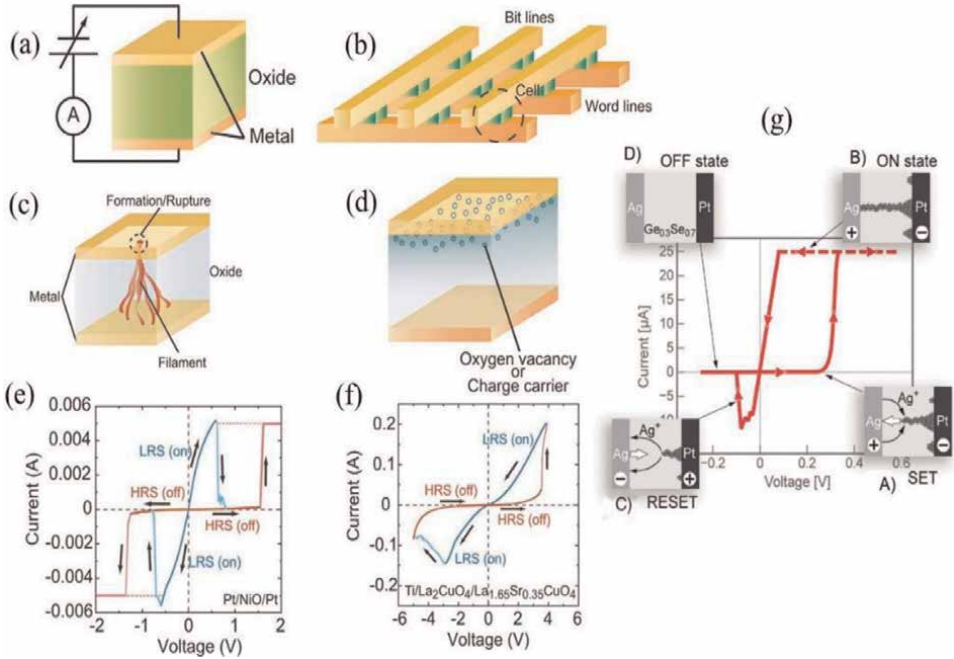 (a)
A
Oxide
Metal
(b)
Bit lines
Cell
Word lines
(c)
Formation/Rupture
Metal
Oxide
Filament
(d)
Oxygen vacancy
or
Charge carrier
(e)
Current (A)
0.006
0.004
0.002
0
-0.002
-0.004
-0.006
LRS (on)
HRS (off)
HRS (off)
LRS (on)
Pt/NiO/Pt
-2
-1
0
1
2
Voltage (V)
(f)
Current (A)
0.2
0.1
0
-0.1
-0.2
LRS (on)
HRS (off)
HRS (off)
LRS (on)
Ti/La2CuO4/La1.65Sr0.35CuO4
-6
-4
-2
0
2
4
Voltage (V)
(g)
D)
OFF state
Ag
Pt
Ge0.3Se0.7
B)
ON state
Ag
Pt
+
−
Current [µA]
25
20
15
10
5
0
-5
-0.2
0
0.2
0.4
0.6
Voltage [V]
Ag+
Ag
Pt
−
+
C)
RESET
Ag+
Ag
Pt
+
−
A)
SET